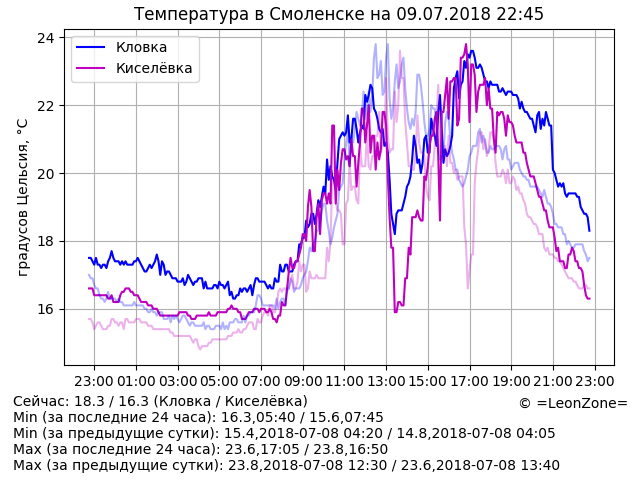 Температура в Смоленске на 09.07.2018 22:45
Кловка
Киселёвка
градусов Цельсия, °C
24
22
20
18
16
23:00 01:00 03:00 05:00 07:00 09:00 11:00 13:00 15:00 17:00 19:00 21:00 23:00
Сейчас: 18.3 / 16.3 (Кловка / Киселёвка)
© =LeonZone=
Min (за последние 24 часа): 16.3,05:40 / 15.6,07:45
Min (за предыдущие сутки): 15.4,2018-07-08 04:20 / 14.8,2018-07-08 04:05
Max (за последние 24 часа): 23.6,17:05 / 23.8,16:50
Max (за предыдущие сутки): 23.8,2018-07-08 12:30 / 23.6,2018-07-08 13:40